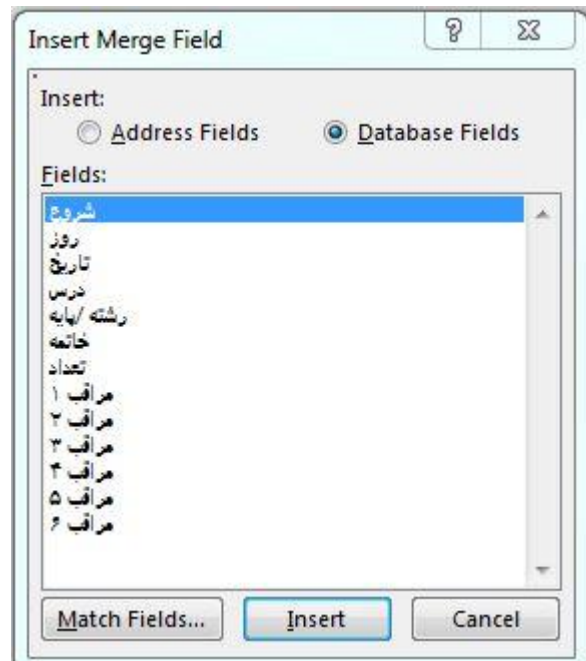 Insert Merge Field
Insert:
Address Fields Database Fields
Fields:
شروع
روز
تاریخ
درس
رشته /پایه
خاتمه
تعداد
مراقب ۱
مراقب ۲
مراقب ۳
مراقب ۴
مراقب ۵
مراقب ۶
Match Fields... Insert Cancel